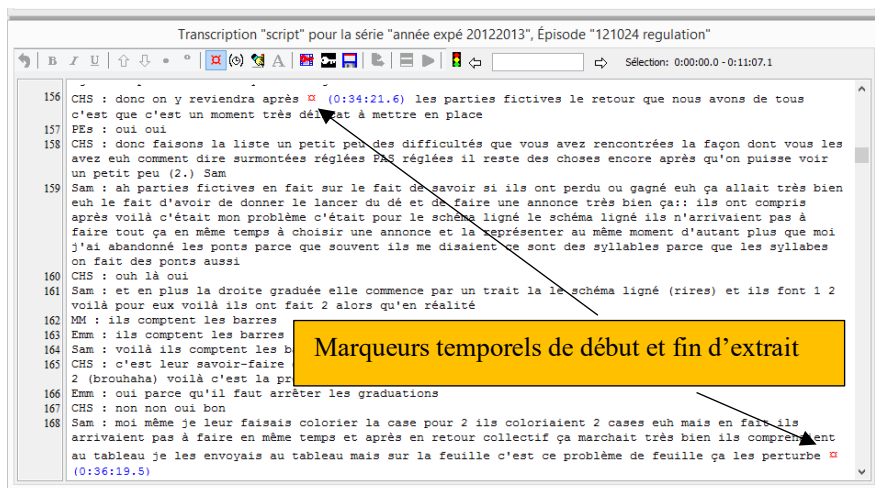 Transcription "script" pour la série "année expé 20122013", Épisode "121024 regulation"
B I U A Sélection: 0:00:00.0 - 0:11:07.1
156 CHS : donc on y reviendra après ¤ (0:34:21.6) les parties fictives le retour que nous avons de tous
c'est que c'est un moment très délicat à mettre en place
157 PEs : oui oui
158 CHS : donc faisons la liste un petit peu des difficultés que vous avez rencontrées la façon dont vous les
avez euh comment dire surmontées réglées PAS réglées il reste des choses encore après qu'on puisse voir
un petit peu (2.) Sam
159 Sam : ah parties fictives en fait sur le fait de savoir si ils ont perdu ou gagné euh ça allait très bien
euh le fait d'avoir de donner le lancer du dé et de faire une annonce très bien ça:: ils ont compris
après voilà c'était mon problème c'était pour le schéma ligné le schéma ligné ils n'arrivaient pas à
faire tout ça en même temps à choisir une annonce et la représenter au même moment d'autant plus que moi
j'ai abandonné les ponts parce que souvent ils me disaient ce sont des syllables parce que les syllabes
on fait des ponts aussi
160 CHS : ouh là oui
161 Sam : et en plus la droite graduée elle commence par un trait la le schéma ligné (rires) et ils font 1 2
voilà pour eux voilà ils ont fait 2 alors qu'en réalité
162 MM : ils comptent les barres
163 Emm : ils comptent les barres
164 Sam : voilà ils comptent les
165 CHS : c'est leur savoir-faire
2 (brouhaha) voilà c'est la
Marqueurs temporels de début et fin d'extrait
166 Emm : oui parce qu'il faut arrêter les graduations
167 CHS : non non oui bon
168 Sam : moi même je leur faisais colorier la case pour 2 ils coloriaient 2 cases euh mais en fait ils
arrivaient pas à faire en même temps et après en retour collectif ça marchait très bien ils comprenaient
au tableau je les envoyais au tableau mais sur la feuille c'est ce problème de feuille ça les perturbe ¤
(0:36:19.5)